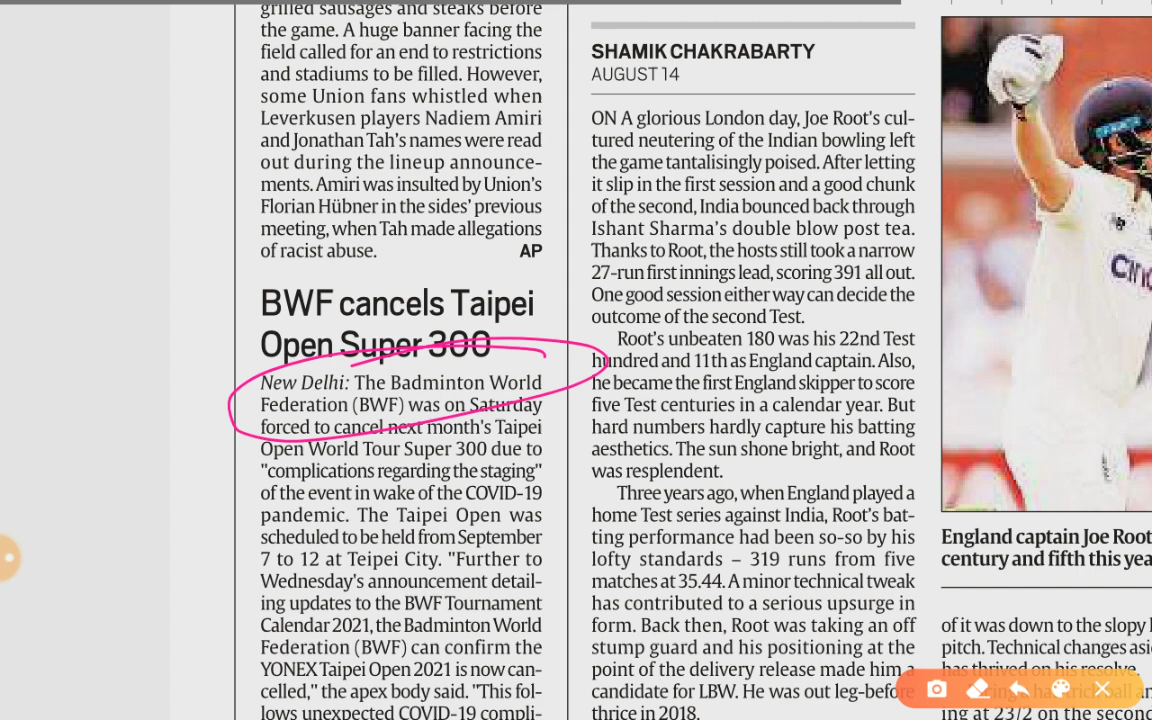 grilled sausages and steaks before
the game. A huge banner facing the
field called for an end to restrictions
and stadiums to be filled. However,
some Union fans whistled when
Leverkusen players Nadiem Amiri
and Jonathan Tah's names were read
out during the lineup announce-
ments. Amiri was insulted by Union's
Florian Hübner in the sides' previous
meeting, when Tah made allegations
of racist abuse. AP
BWF cancels Taipei
Open Super 300
New Delhi: The Badminton World
Federation (BWF) was on Saturday
forced to cancel next month's Taipei
Open World Tour Super 300 due to
"complications regarding the staging"
of the event in wake of the COVID-19
pandemic. The Taipei Open was
scheduled to be held from September
7 to 12 at Teipei City. "Further to
Wednesday's announcement detail-
ing updates to the BWF Tournament
Calendar 2021, the Badminton World
Federation (BWF) can confirm the
YONEX Taipei Open 2021 is now can-
celled," the apex body said. "This fol-
lows unexpected COVID-19 compli-
SHAMIK CHAKRABARTY
AUGUST 14
ON A glorious London day, Joe Root's cul-
tured neutering of the Indian bowling left
the game tantalisingly poised. After letting
it slip in the first session and a good chunk
of the second, India bounced back through
Ishant Sharma's double blow post tea.
Thanks to Root, the hosts still took a narrow
27-run first innings lead, scoring 391 all out.
One good session either way can decide the
outcome of the second Test.
Root's unbeaten 180 was his 22nd Test
hundred and 11th as England captain. Also,
he became the first England skipper to score
five Test centuries in a calendar year. But
hard numbers hardly capture his batting
aesthetics. The sun shone bright, and Root
was resplendent.
Three years ago, when England played a
home Test series against India, Root's bat-
ting performance had been so-so by his
lofty standards – 319 runs from five
matches at 35.44. A minor technical tweak
has contributed to a serious upsurge in
form. Back then, Root was taking an off
stump guard and his positioning at the
point of the delivery release made him a
candidate for LBW. He was out leg-before
thrice in 2018.
England captain Joe Root
century and fifth this
of it was down to the slopy
pitch. Technical changes
has thrived on his resolve.
ing at 23/2 on the second